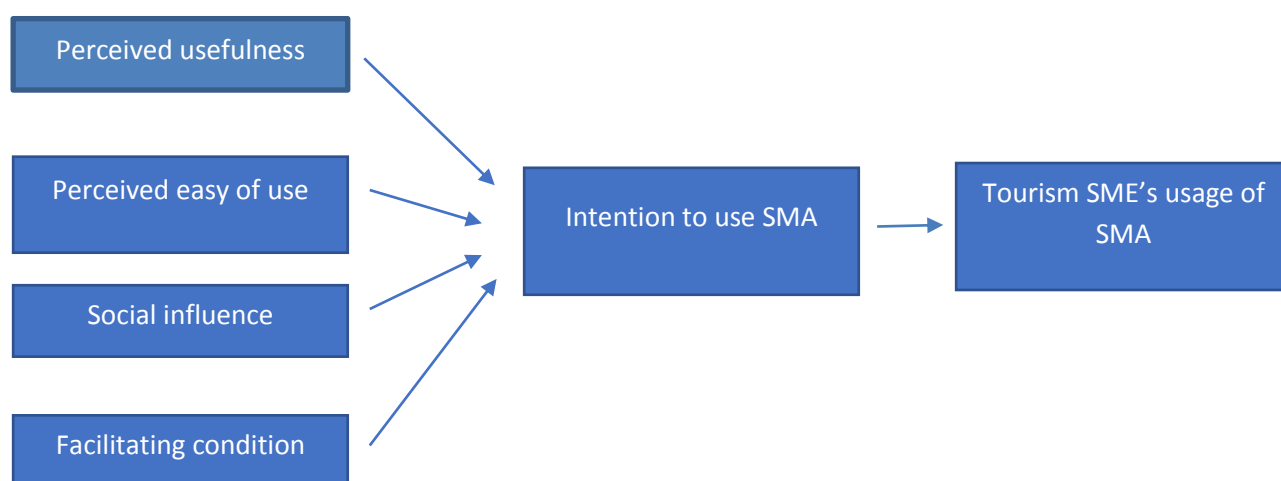 Perceived usefulness
Perceived easy of use
Social influence
Facilitating condition
Intention to use SMA
Tourism SME’s usage of
SMA